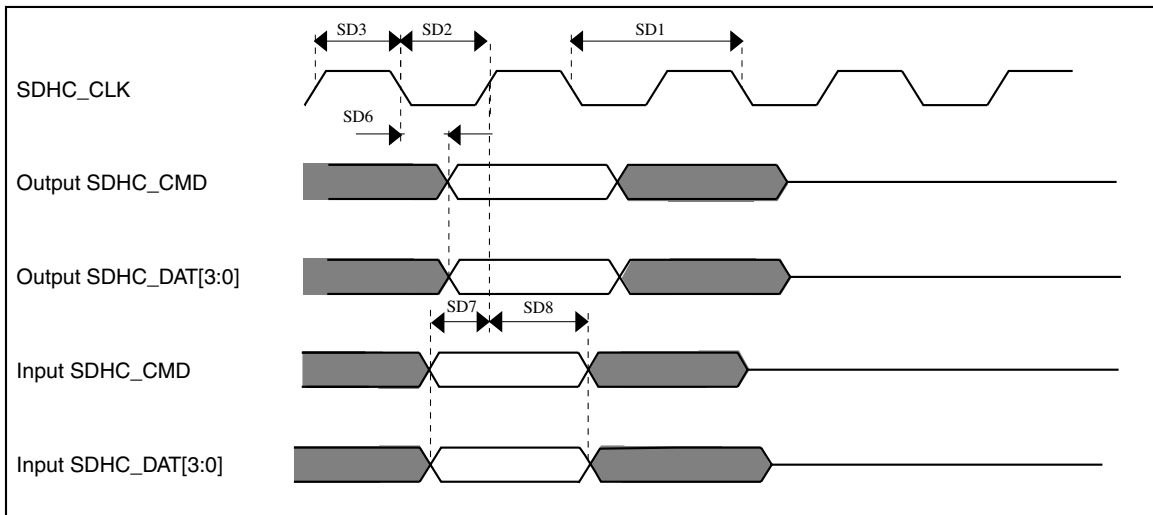 SD3 SD2 SD1
SDHC_CLK
SD6
Output SDHC_CMD
Output SDHC_DAT[3:0]
SD7 SD8
Input SDHC_CMD
Input SDHC_DAT[3:0]